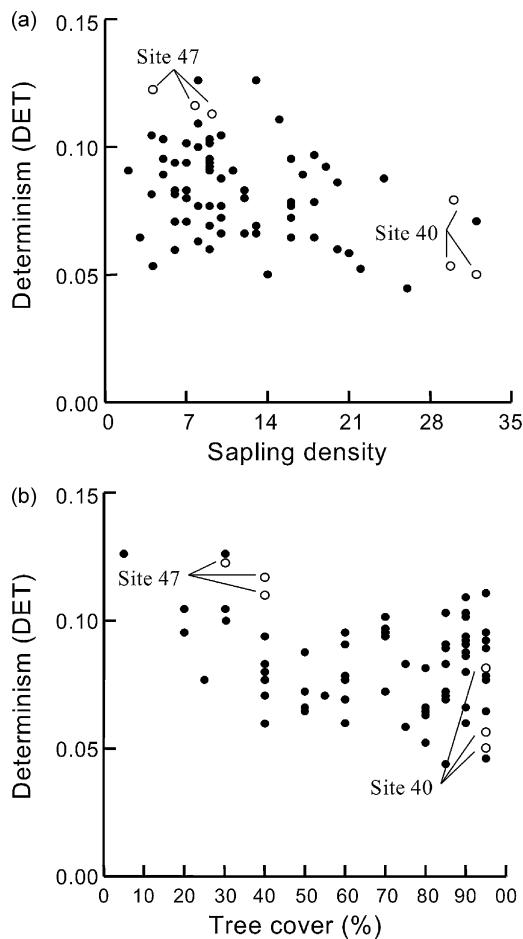 (a)
0.15
Site 47
0.10
Site 40
0.05
0.00
0 7 14 21 28 35
Sapling density
Determinism (DET)
(b)
0.15
Site 47
0.10
0.05
Site 40
0.00
0 10 20 30 40 50 60 70 80 90 00
Tree cover (%)
Determinism (DET)